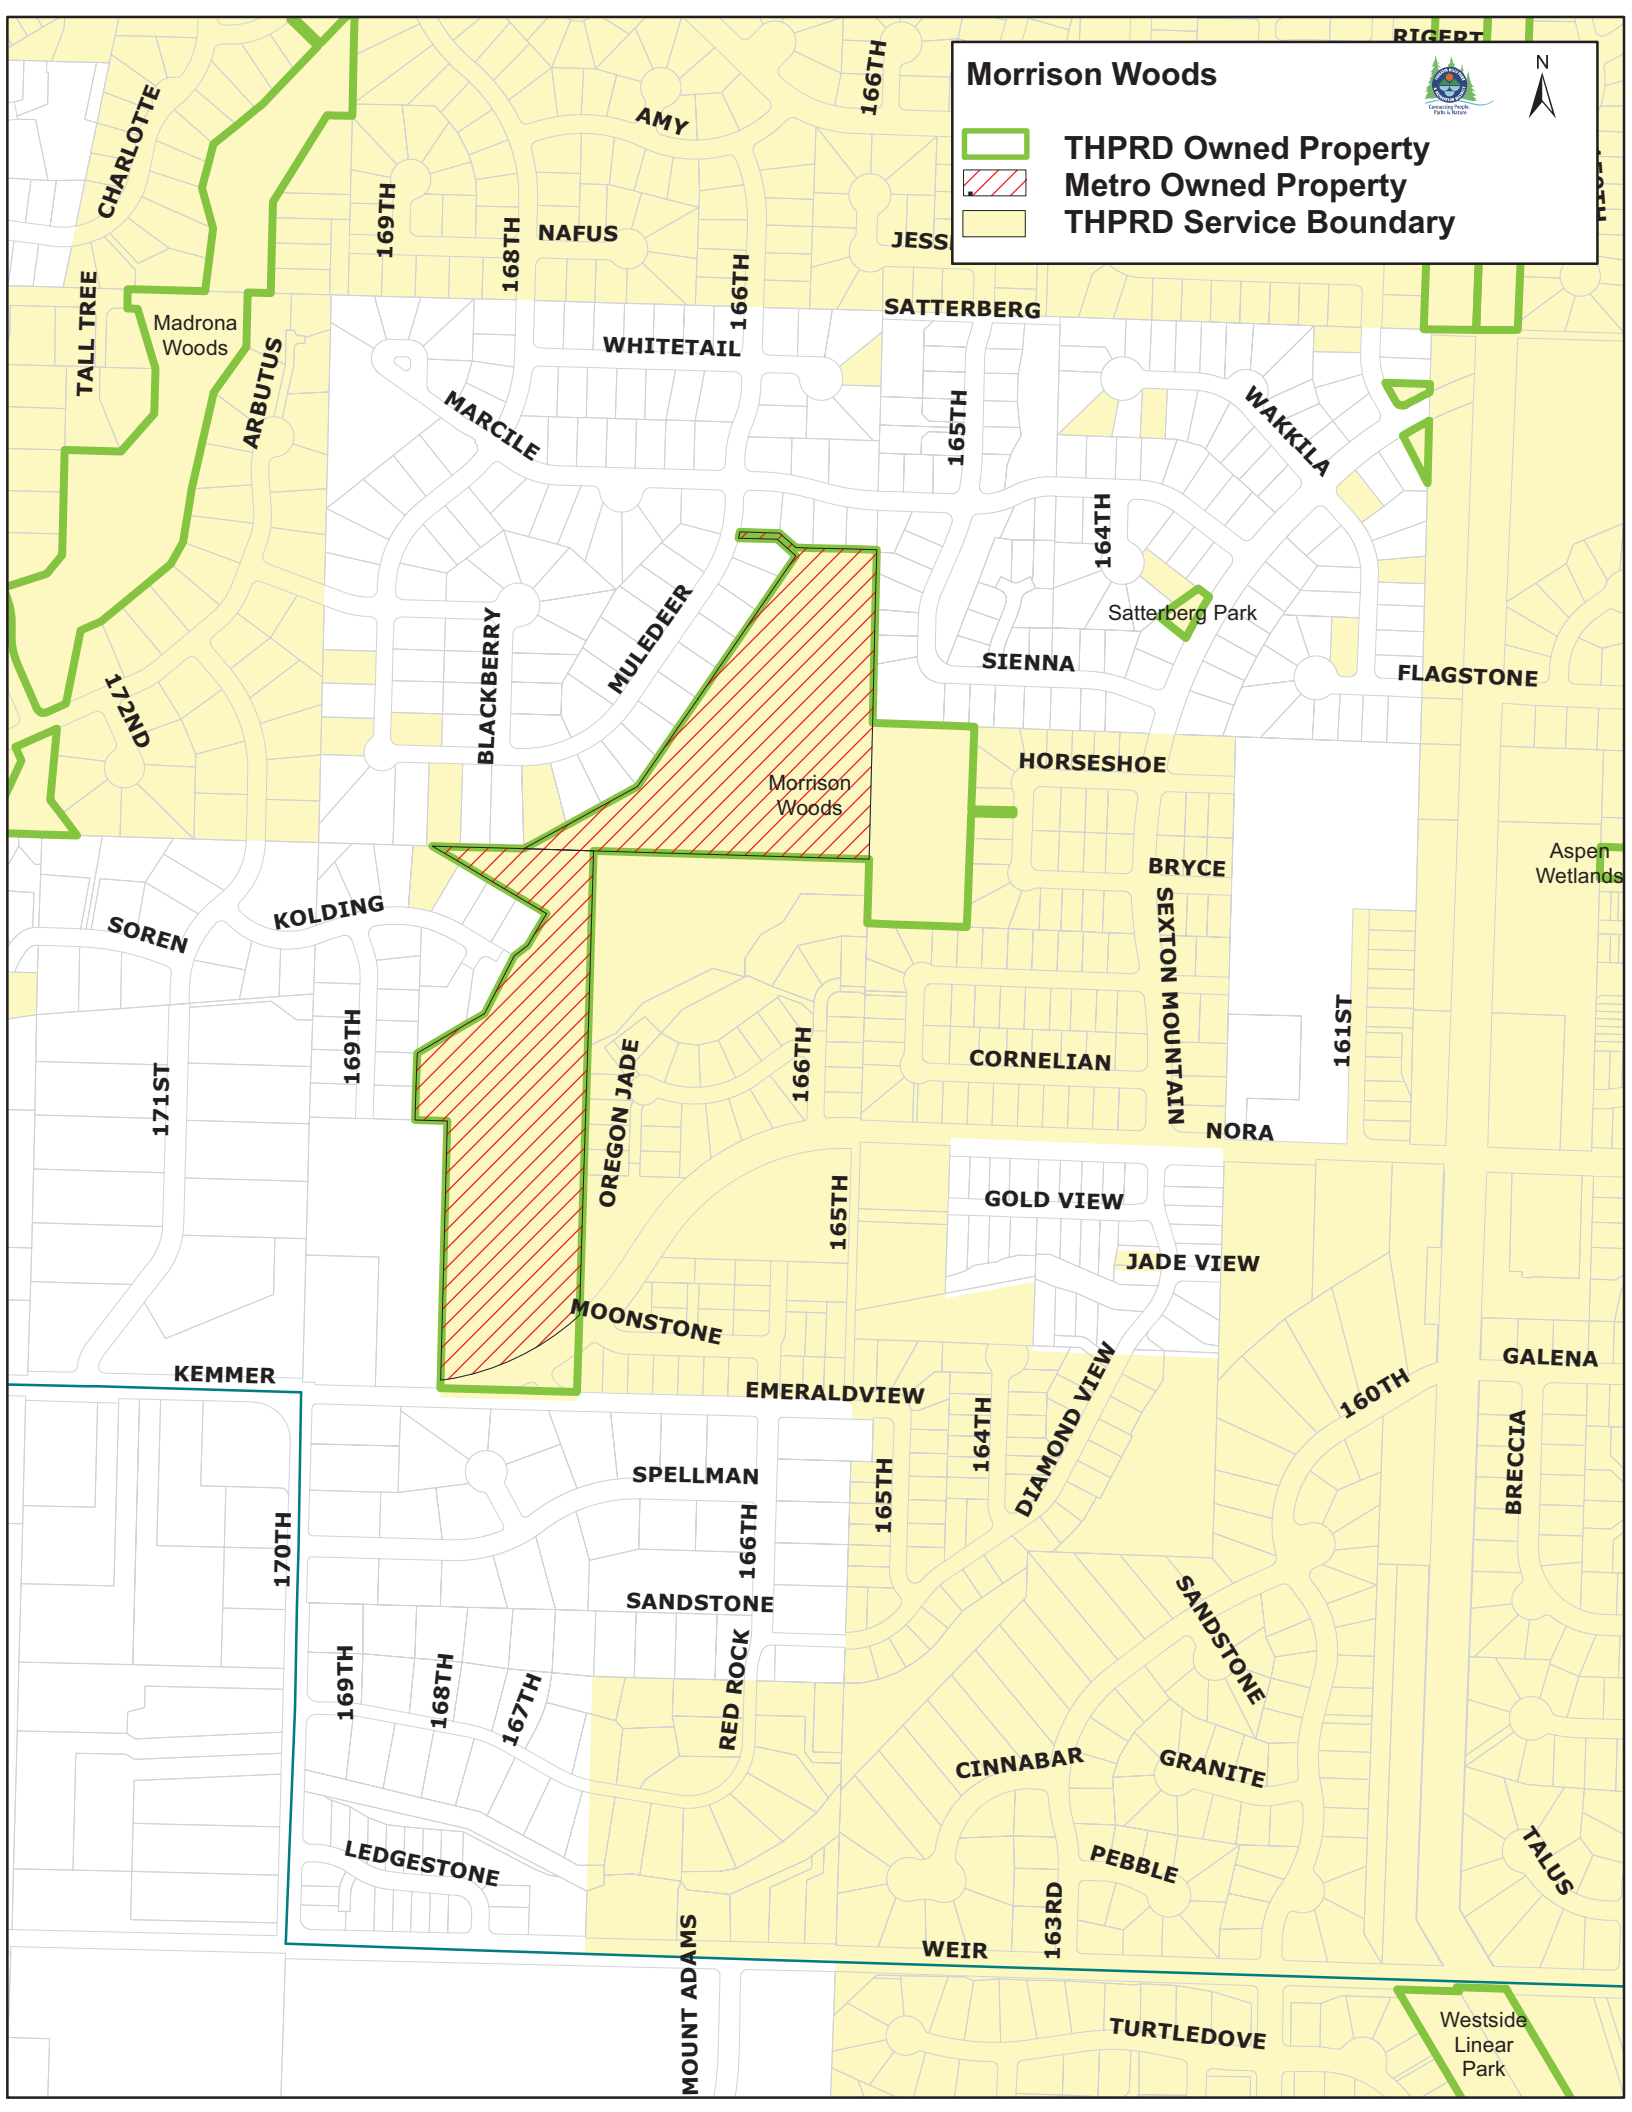 RIGERT
166TH
Morrison Woods
N
Connecting People,
Parks & Nature
THPRD Owned Property
Metro Owned Property
THPRD Service Boundary
CHARLOTTE
AMY
169TH
168TH
NAFUS
166TH
JESS
TALL TREE
Madrona
Woods
ARBUTUS
SATTERBERG
WHITETAIL
MARCILE
165TH
WAKKILA
164TH
MULEDEER
BLACKBERRY
Satterberg Park
SIENNA
FLAGSTONE
172ND
HORSESHOE
Morrison
Woods
BRYCE
Aspen
Wetlands
SOREN
KOLDING
SEXTON MOUNTAIN
169TH
171ST
OREGON JADE
166TH
CORNELIAN
161ST
NORA
165TH
GOLD VIEW
JADE VIEW
MOONSTONE
KEMMER
EMERALDVIEW
DIAMOND VIEW
GALENA
160TH
164TH
BRECCIA
SPELLMAN
165TH
170TH
166TH
SANDSTONE
SANDSTONE
169TH
168TH
167TH
RED ROCK
CINNABAR
GRANITE
LEDGESTONE
PEBBLE
TALUS
163RD
WEIR
MOUNT ADAMS
TURTLEDOVE
Westside
Linear
Park